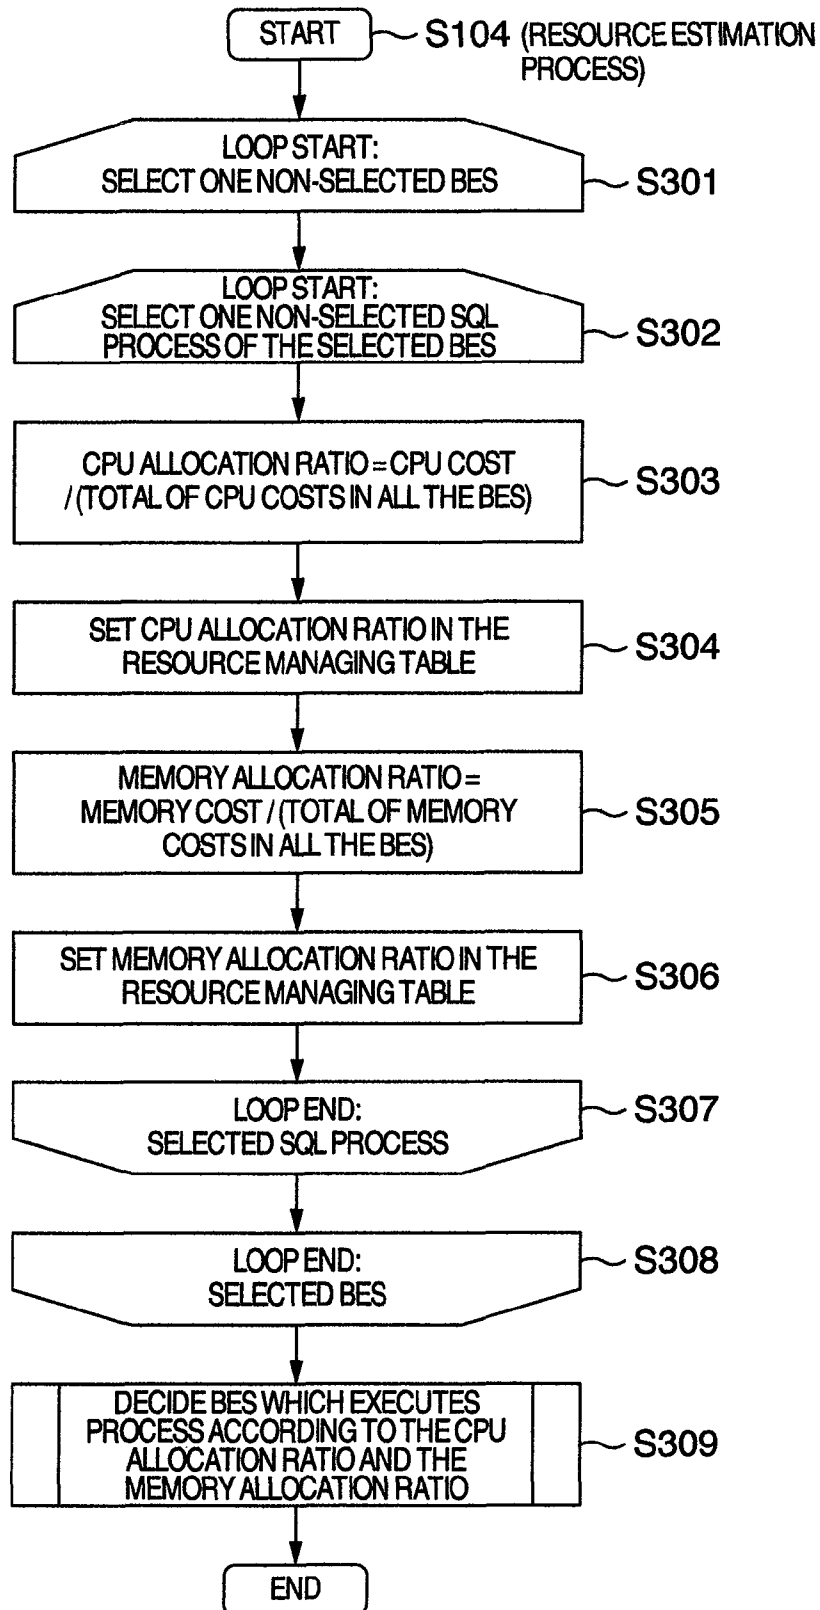 START
S104 (RESOURCE ESTIMATION
PROCESS)
LOOP START:
SELECT ONE NON-SELECTED BES
S301
LOOP START:
SELECT ONE NON-SELECTED SQL
PROCESS OF THE SELECTED BES
S302
CPU ALLOCATION RATIO = CPU COST
/ (TOTAL OF CPU COSTS IN ALL THE BES)
S303
SET CPU ALLOCATION RATIO IN THE
RESOURCE MANAGING TABLE
S304
MEMORY ALLOCATION RATIO =
MEMORY COST / (TOTAL OF MEMORY
COSTS IN ALL THE BES)
S305
SET MEMORY ALLOCATION RATIO IN THE
RESOURCE MANAGING TABLE
S306
LOOP END:
SELECTED SQL PROCESS
S307
LOOP END:
SELECTED BES
S308
DECIDE BES WHICH EXECUTES
PROCESS ACCORDING TO THE CPU
ALLOCATION RATIO AND THE
MEMORY ALLOCATION RATIO
S309
END